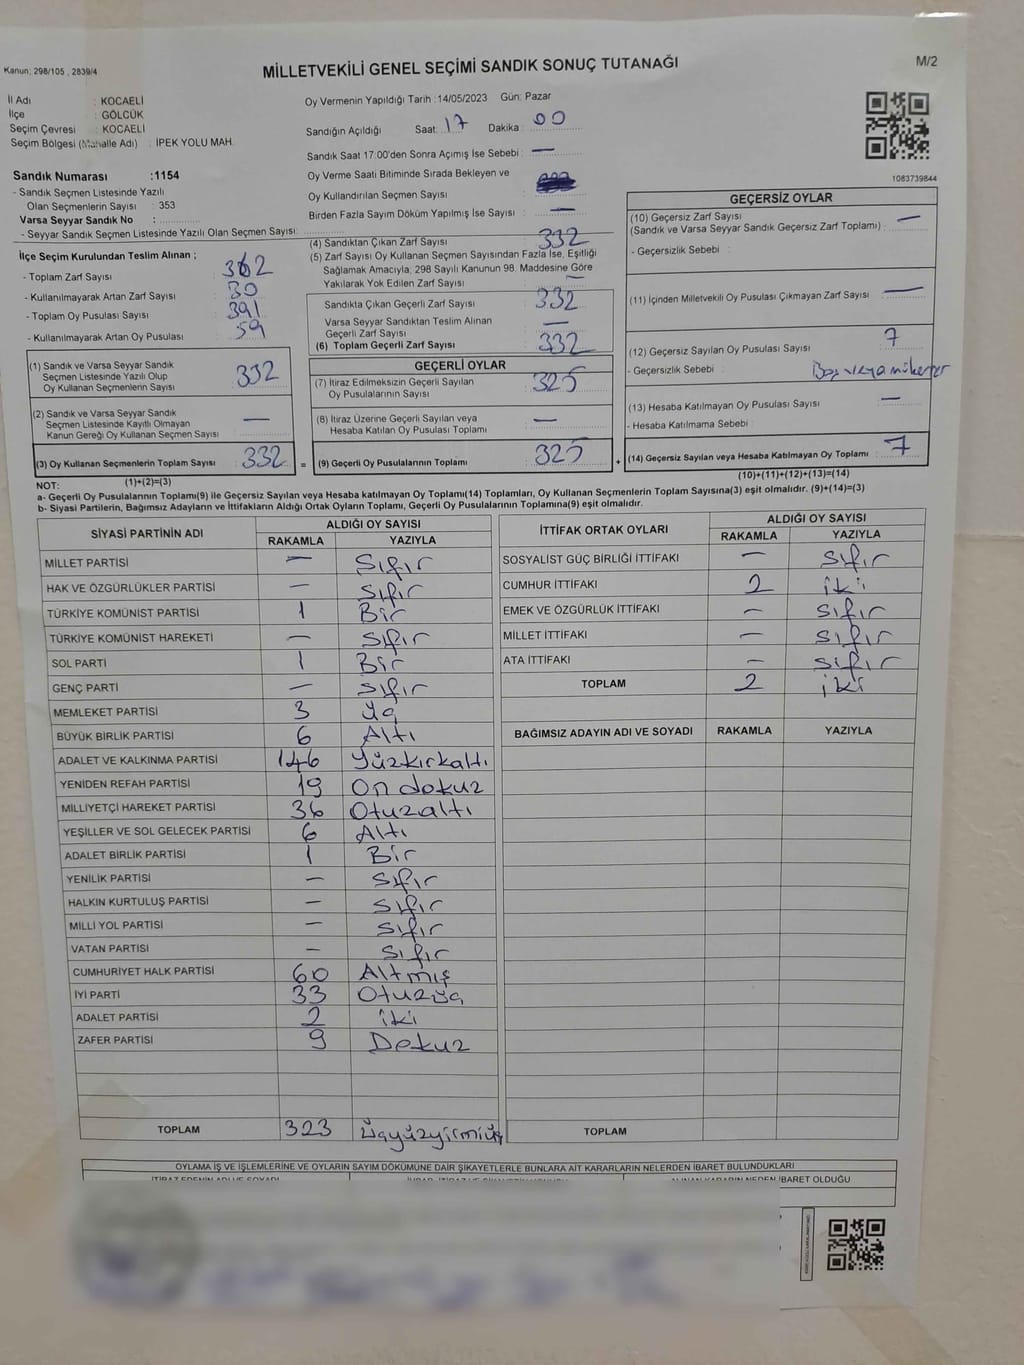 Kanun; 298/105 , 2839/4
MİLLETVEKİLİ GENEL SEÇİMİ SANDIK SONUÇ TUTANAĞI
M/2
İl Adı : KOCAELİ
İlçe : GÖLCÜK
Seçim Çevresi : KOCAELİ
Seçim Bölgesi (Mahalle Adı) : İPEK YOLU MAH.
Oy Vermenin Yapıldığı Tarih :14/05/2023 Gün: Pazar
Sandığın Açıldığı Saat: 17 Dakika : 00
Sandık Saat 17:00'den Sonra Açımış İse Sebebi : —
Oy Verme Saati Bitiminde Sırada Bekleyen ve
Oy Kullandırılan Seçmen Sayısı :
Birden Fazla Sayım Döküm Yapılmış İse Sayısı : —
1083739844
Sandık Numarası :1154
- Sandık Seçmen Listesinde Yazılı
Olan Seçmenlerin Sayısı : 353
Varsa Seyyar Sandık No :
- Seyyar Sandık Seçmen Listesinde Yazılı Olan Seçmen Sayısı:
İlçe Seçim Kurulundan Teslim Alınan ;
- Toplam Zarf Sayısı : 362
- Kullanılmayarak Artan Zarf Sayısı : 30
- Toplam Oy Pusulası Sayısı : 391
- Kullanılmayarak Artan Oy Pusulası : 59
(1) Sandık ve Varsa Seyyar Sandık
Seçmen Listesinde Yazılı Olup
Oy Kullanan Seçmenlerin Sayısı : 332
(2) Sandık ve Varsa Seyyar Sandık
Seçmen Listesinde Kayıtlı Olmayan
Kanun Gereği Oy Kullanan Seçmen Sayısı : —
(3) Oy Kullanan Seçmenlerin Toplam Sayısı : 332
(1)+(2)=(3)
(4) Sandıktan Çıkan Zarf Sayısı : 332
(5) Zarf Sayısı Oy Kullanan Seçmen Sayısından Fazla İse, Eşitliği
Sağlamak Amacıyla; 298 Sayılı Kanunun 98. Maddesine Göre
Yakılarak Yok Edilen Zarf Sayısı : —
Sandıkta Çıkan Geçerli Zarf Sayısı : 332
Varsa Seyyar Sandıktan Teslim Alınan
Geçerli Zarf Sayısı : —
(6) Toplam Geçerli Zarf Sayısı : 332
GEÇERLİ OYLAR
(7) İtiraz Edilmeksizin Geçerli Sayılan
Oy Pusulalarının Sayısı : 325
(8) İtiraz Üzerine Geçerli Sayılan veya
Hesaba Katılan Oy Pusulası Toplamı : —
= (9) Geçerli Oy Pusulalarının Toplamı : 325
GEÇERSİZ OYLAR
(10) Geçersiz Zarf Sayısı
(Sandık ve Varsa Seyyar Sandık Geçersiz Zarf Toplamı) : —
- Geçersizlik Sebebi :
(11) İçinden Milletvekili Oy Pusulası Çıkmayan Zarf Sayısı : —
(12) Geçersiz Sayılan Oy Pusulası Sayısı : 7
- Geçersizlik Sebebi : Boş veya mükerrer
(13) Hesaba Katılmayan Oy Pusulası Sayısı : —
- Hesaba Katılmama Sebebi :
+ (14) Geçersiz Sayılan veya Hesaba Katılmayan Oy Toplamı : 7
(10)+(11)+(12)+(13)=(14)
NOT:
a- Geçerli Oy Pusulalarının Toplamı(9) ile Geçersiz Sayılan veya Hesaba katılmayan Oy Toplamı(14) Toplamları, Oy Kullanan Seçmenlerin Toplam Sayısına(3) eşit olmalıdır. (9)+(14)=(3)
b- Siyasi Partilerin, Bağımsız Adayların ve İttifakların Aldığı Ortak Oyların Toplamı, Geçerli Oy Pusulalarının Toplamına(9) eşit olmalıdır.
SİYASİ PARTİNİN ADI
ALDIĞI OY SAYISI
RAKAMLA YAZIYLA
MİLLET PARTİSİ — Sıfır
HAK VE ÖZGÜRLÜKLER PARTİSİ — Sıfır
TÜRKİYE KOMÜNİST PARTİSİ 1 Bir
TÜRKİYE KOMÜNİST HAREKETİ — Sıfır
SOL PARTİ 1 Bir
GENÇ PARTİ — Sıfır
MEMLEKET PARTİSİ 3 Üç
BÜYÜK BİRLİK PARTİSİ 6 Altı
ADALET VE KALKINMA PARTİSİ 146 Yüzkırkaltı
YENİDEN REFAH PARTİSİ 19 On dokuz
MİLLİYETÇİ HAREKET PARTİSİ 36 Otuzaltı
YEŞİLLER VE SOL GELECEK PARTİSİ 6 Altı
ADALET BİRLİK PARTİSİ 1 Bir
YENİLİK PARTİSİ — Sıfır
HALKIN KURTULUŞ PARTİSİ — Sıfır
MİLLİ YOL PARTİSİ — Sıfır
VATAN PARTİSİ — Sıfır
CUMHURİYET HALK PARTİSİ 60 Altmış
İYİ PARTİ 33 Otuzüç
ADALET PARTİSİ 2 iki
ZAFER PARTİSİ 9 Dokuz
TOPLAM 323 Üçyüzyirmiüç
İTTİFAK ORTAK OYLARI
ALDIĞI OY SAYISI
RAKAMLA YAZIYLA
SOSYALİST GÜÇ BİRLİĞİ İTTİFAKI — Sıfır
CUMHUR İTTİFAKI 2 iki
EMEK VE ÖZGÜRLÜK İTTİFAKI — Sıfır
MİLLET İTTİFAKI — Sıfır
ATA İTTİFAKI — Sıfır
TOPLAM 2 iki
BAĞIMSIZ ADAYIN ADI VE SOYADI RAKAMLA YAZIYLA
TOPLAM
OYLAMA İŞ VE İŞLEMLERİNE VE OYLARIN SAYIM DÖKÜMÜNE DAİR ŞİKAYETLERLE BUNLARA AİT KARARLARIN NELERDEN İBARET BULUNDUKLARI
İTİRAZ EDENİN ADI VE SOYADI
ALINAN KARARIN NEDEN İBARET OLDUĞU